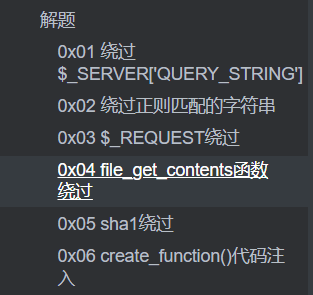 解题
0x01 绕过
$_SERVER['QUERY_STRING']
0x02 绕过正则匹配的字符串
0x03 $_REQUEST绕过
0x04 file_get_contents函数
绕过
0x05 sha1绕过
0x06 create_function()代码注
入